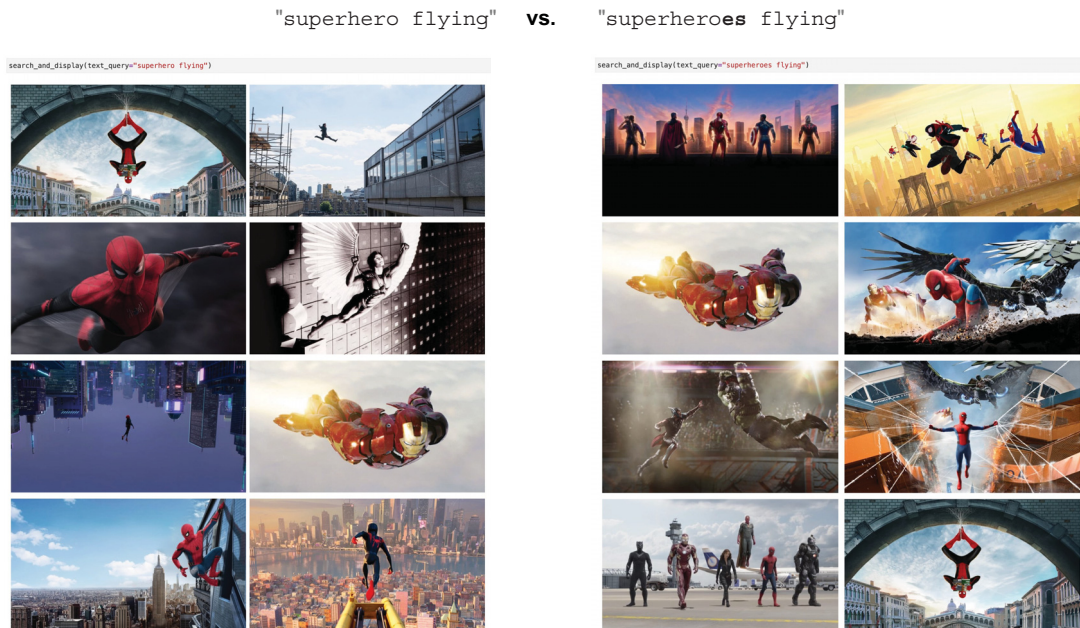 "superhero flying" vs. "superheroes flying"
search_and_display(text_query="superhero flying")
search_and_display(text_query="superheroes flying")